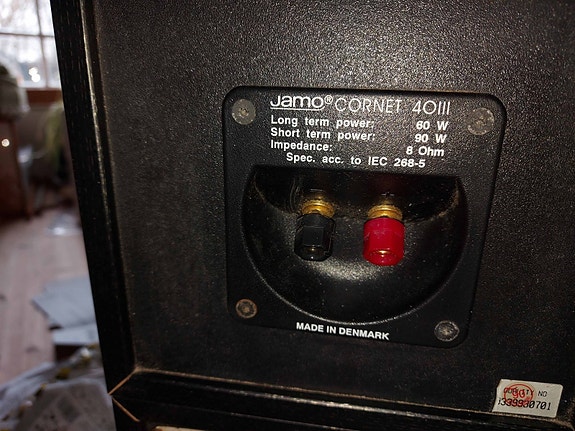 Jamo® CORNET 40III
Long term power: 60 W
Short term power: 90 W
Impedance: 8 Ohm
Spec. acc. to IEC 268-5
MADE IN DENMARK
NO